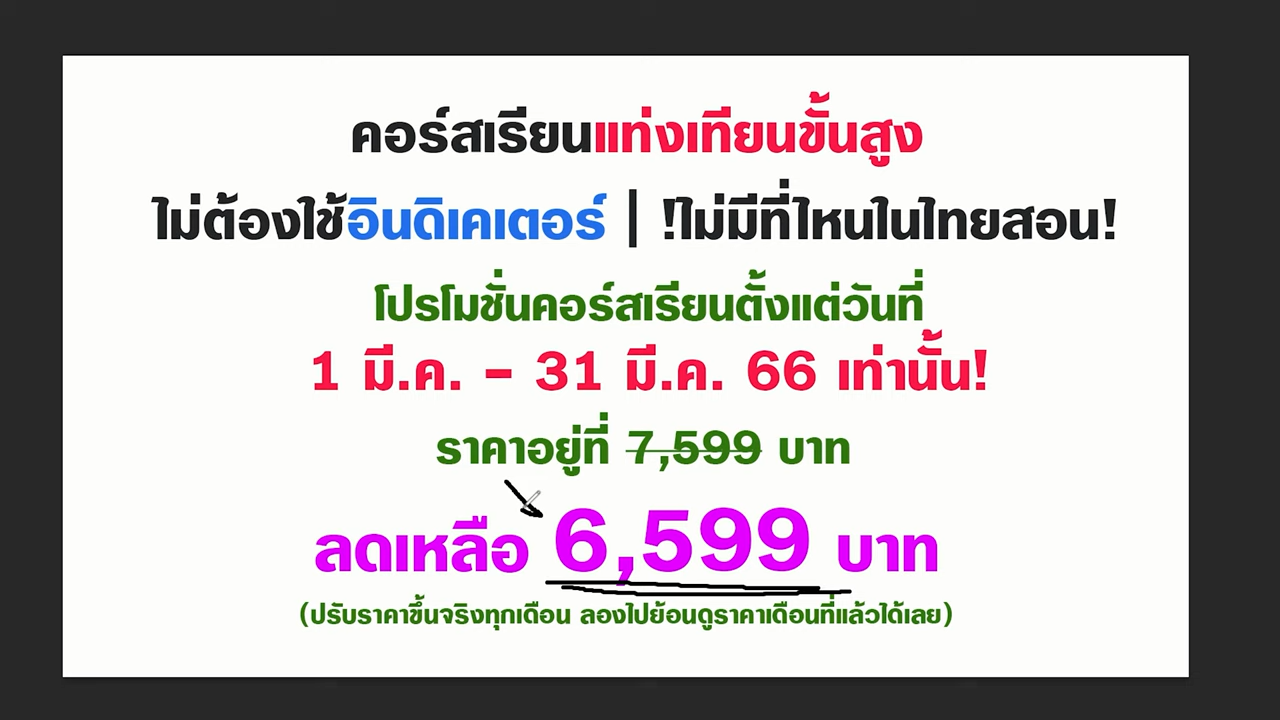 คอร์สเรียนแท่งเทียนขั้นสูง
ไม่ต้องใช้อินดิเคเตอร์ | !ไม่มีที่ไหนในไทยสอน!
โปรโมชั่นคอร์สเรียนตั้งแต่วันที่
1 มี.ค. – 31 มี.ค. 66 เท่านั้น!
ราคาอยู่ที่ 7,599 บาท
ลดเหลือ 6,599 บาท
(ปรับราคาขึ้นจริงทุกเดือน ลองไปย้อนดูราคาเดือนที่แล้วได้เลย)